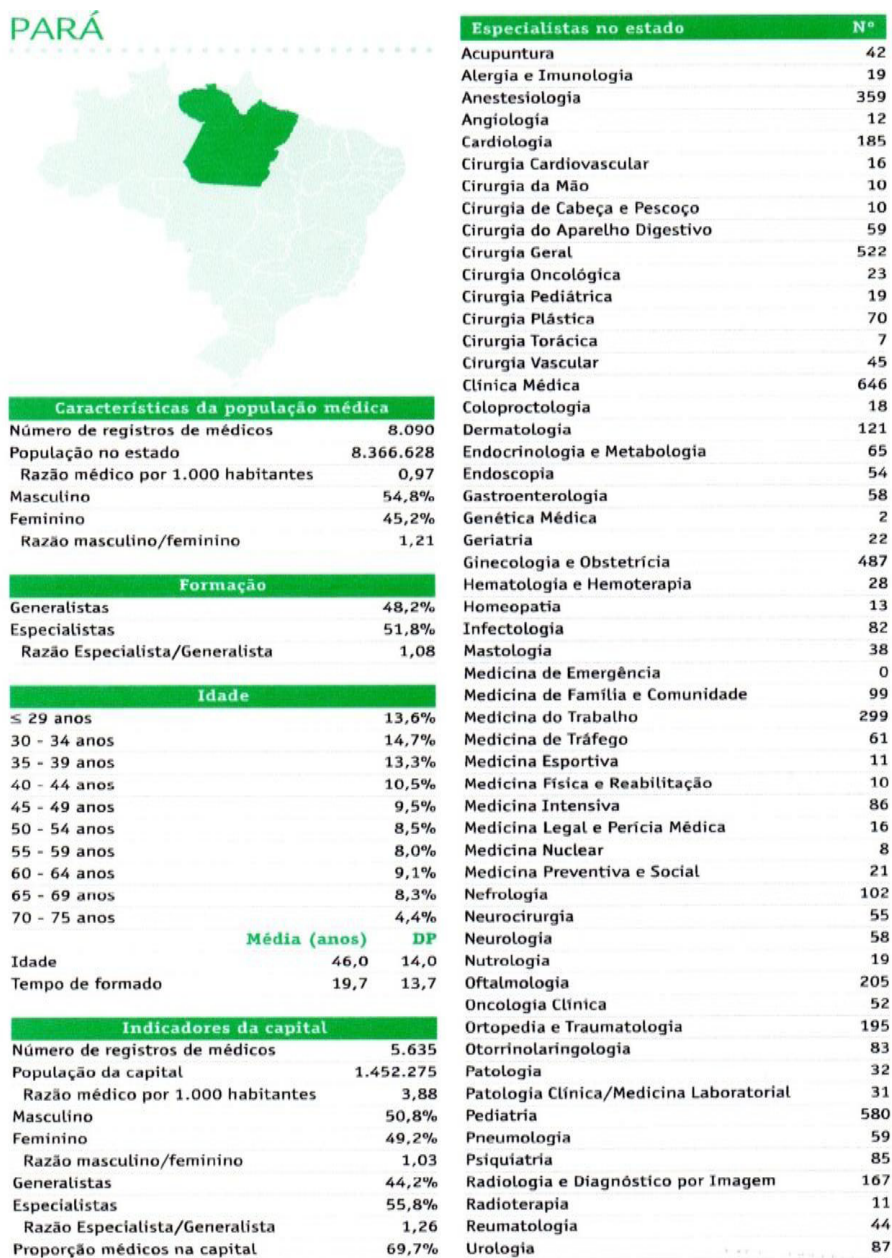 PARÁ
Características da população médica
Número de registros de médicos 8.090
População no estado 8.366.628
Razão médico por 1.000 habitantes 0,97
Masculino 54,8%
Feminino 45,2%
Razão masculino/feminino 1,21
Formação
Generalistas 48,2%
Especialistas 51,8%
Razão Especialista/Generalista 1,08
Idade
≤ 29 anos 13,6%
30 - 34 anos 14,7%
35 - 39 anos 13,3%
40 - 44 anos 10,5%
45 - 49 anos 9,5%
50 - 54 anos 8,5%
55 - 59 anos 8,0%
60 - 64 anos 9,1%
65 - 69 anos 8,3%
70 - 75 anos 4,4%
Média (anos) DP
Idade 46,0 14,0
Tempo de formado 19,7 13,7
Indicadores da capital
Número de registros de médicos 5.635
População da capital 1.452.275
Razão médico por 1.000 habitantes 3,88
Masculino 50,8%
Feminino 49,2%
Razão masculino/feminino 1,03
Generalistas 44,2%
Especialistas 55,8%
Razão Especialista/Generalista 1,26
Proporção médicos na capital 69,7%
Especialistas no estado Nº
Acupuntura 42
Alergia e Imunologia 19
Anestesiologia 359
Angiologia 12
Cardiologia 185
Cirurgia Cardiovascular 16
Cirurgia da Mão 10
Cirurgia de Cabeça e Pescoço 10
Cirurgia do Aparelho Digestivo 59
Cirurgia Geral 522
Cirurgia Oncológica 23
Cirurgia Pediátrica 19
Cirurgia Plástica 70
Cirurgia Torácica 7
Cirurgia Vascular 45
Clínica Médica 646
Coloproctologia 18
Dermatologia 121
Endocrinologia e Metabologia 65
Endoscopia 54
Gastroenterologia 58
Genética Médica 2
Geriatria 22
Ginecologia e Obstetrícia 487
Hematologia e Hemoterapia 28
Homeopatia 13
Infectologia 82
Mastologia 38
Medicina de Emergência 0
Medicina de Família e Comunidade 99
Medicina do Trabalho 299
Medicina de Tráfego 61
Medicina Esportiva 11
Medicina Física e Reabilitação 10
Medicina Intensiva 86
Medicina Legal e Perícia Médica 16
Medicina Nuclear 8
Medicina Preventiva e Social 21
Nefrologia 102
Neurocirurgia 55
Neurologia 58
Nutrologia 19
Oftalmologia 205
Oncologia Clínica 52
Ortopedia e Traumatologia 195
Otorrinolaringologia 83
Patologia 32
Patologia Clínica/Medicina Laboratorial 31
Pediatria 580
Pneumologia 59
Psiquiatria 85
Radiologia e Diagnóstico por Imagem 167
Radioterapia 11
Reumatologia 44
Urologia 87